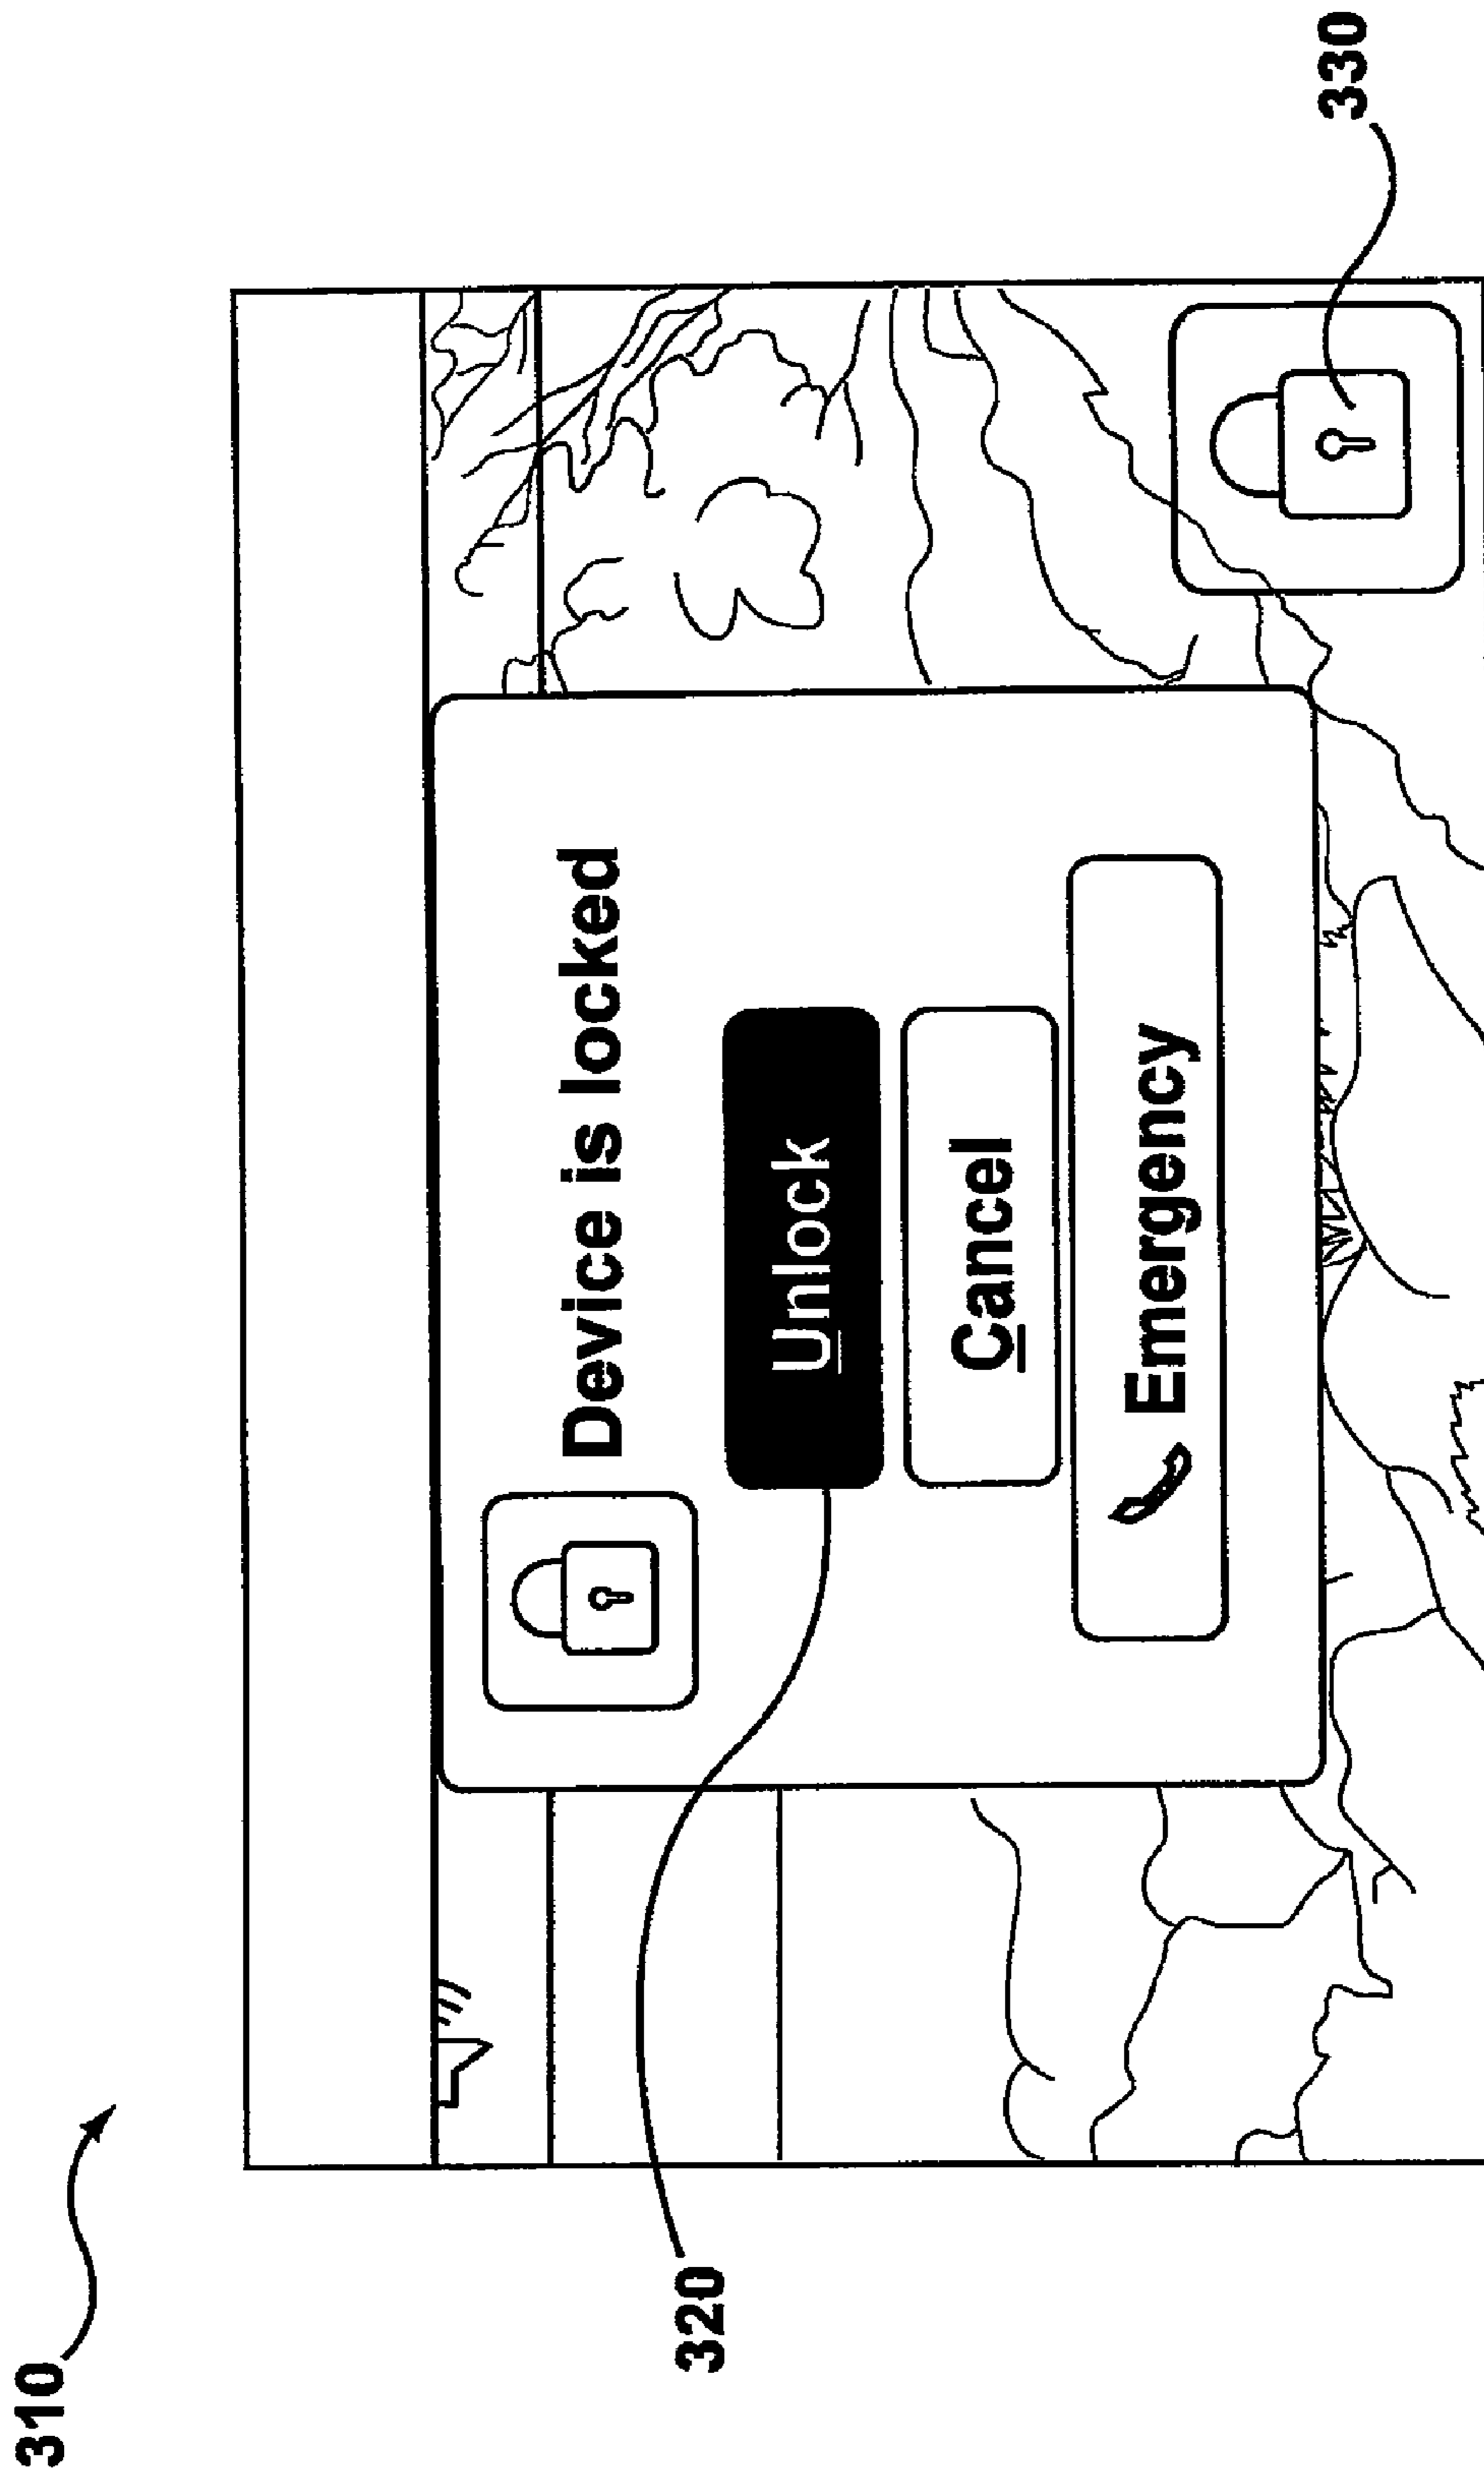 310
Device is locked
Unlock
Cancel
Emergency
320
330